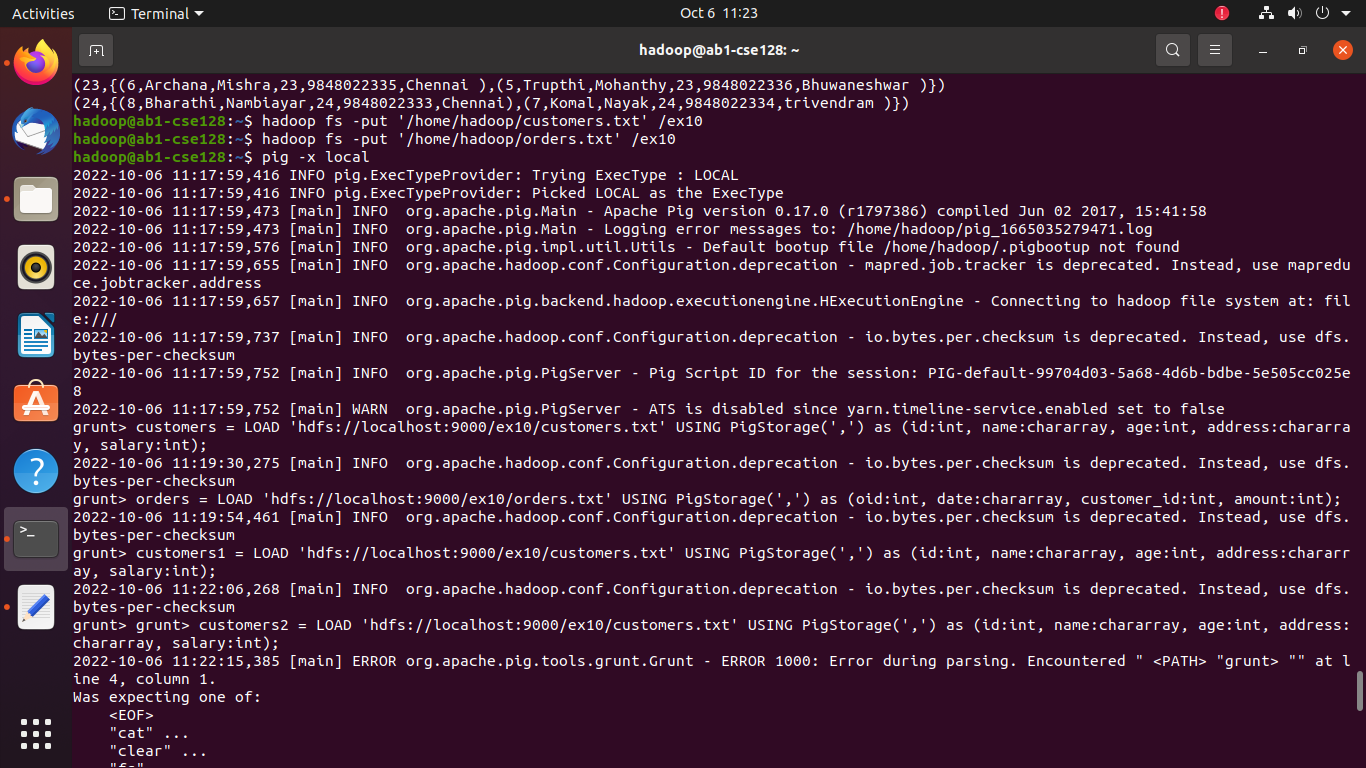 Activities
Terminal
Oct 6 11:23
hadoop@ab1-cse128: ~
(23,{(6,Archana,Mishra,23,9848022335,Chennai ),(5,Trupthi,Mohanthy,23,9848022336,Bhuwaneshwar )})
(24,{(8,Bharathi,Nambiayar,24,9848022333,Chennai),(7,Komal,Nayak,24,9848022334,trivendram )})
hadoop@ab1-cse128:~$ hadoop fs -put '/home/hadoop/customers.txt' /ex10
hadoop@ab1-cse128:~$ hadoop fs -put '/home/hadoop/orders.txt' /ex10
hadoop@ab1-cse128:~$ pig -x local
2022-10-06 11:17:59,416 INFO pig.ExecTypeProvider: Trying ExecType : LOCAL
2022-10-06 11:17:59,416 INFO pig.ExecTypeProvider: Picked LOCAL as the ExecType
2022-10-06 11:17:59,473 [main] INFO  org.apache.pig.Main - Apache Pig version 0.17.0 (r1797386) compiled Jun 02 2017, 15:41:58
2022-10-06 11:17:59,473 [main] INFO  org.apache.pig.Main - Logging error messages to: /home/hadoop/pig_1665035279471.log
2022-10-06 11:17:59,576 [main] INFO  org.apache.pig.impl.util.Utils - Default bootup file /home/hadoop/.pigbootup not found
2022-10-06 11:17:59,655 [main] INFO  org.apache.hadoop.conf.Configuration.deprecation - mapred.job.tracker is deprecated. Instead, use mapredu
ce.jobtracker.address
2022-10-06 11:17:59,657 [main] INFO  org.apache.pig.backend.hadoop.executionengine.HExecutionEngine - Connecting to hadoop file system at: fil
e:///
2022-10-06 11:17:59,737 [main] INFO  org.apache.hadoop.conf.Configuration.deprecation - io.bytes.per.checksum is deprecated. Instead, use dfs.
bytes-per-checksum
2022-10-06 11:17:59,752 [main] INFO  org.apache.pig.PigServer - Pig Script ID for the session: PIG-default-99704d03-5a68-4d6b-bdbe-5e505cc025e
8
2022-10-06 11:17:59,752 [main] WARN  org.apache.pig.PigServer - ATS is disabled since yarn.timeline-service.enabled set to false
grunt> customers = LOAD 'hdfs://localhost:9000/ex10/customers.txt' USING PigStorage(',') as (id:int, name:chararray, age:int, address:chararra
y, salary:int);
2022-10-06 11:19:30,275 [main] INFO  org.apache.hadoop.conf.Configuration.deprecation - io.bytes.per.checksum is deprecated. Instead, use dfs.
bytes-per-checksum
grunt> orders = LOAD 'hdfs://localhost:9000/ex10/orders.txt' USING PigStorage(',') as (oid:int, date:chararray, customer_id:int, amount:int);
2022-10-06 11:19:54,461 [main] INFO  org.apache.hadoop.conf.Configuration.deprecation - io.bytes.per.checksum is deprecated. Instead, use dfs.
bytes-per-checksum
grunt> customers1 = LOAD 'hdfs://localhost:9000/ex10/customers.txt' USING PigStorage(',') as (id:int, name:chararray, age:int, address:chararr
ay, salary:int);
2022-10-06 11:22:06,268 [main] INFO  org.apache.hadoop.conf.Configuration.deprecation - io.bytes.per.checksum is deprecated. Instead, use dfs.
bytes-per-checksum
grunt> grunt> customers2 = LOAD 'hdfs://localhost:9000/ex10/customers.txt' USING PigStorage(',') as (id:int, name:chararray, age:int, address:
chararray, salary:int);
2022-10-06 11:22:15,385 [main] ERROR org.apache.pig.tools.grunt.Grunt - ERROR 1000: Error during parsing. Encountered " <PATH> "grunt> "" at l
ine 4, column 1.
Was expecting one of:
    <EOF>
    "cat" ...
    "clear" ...